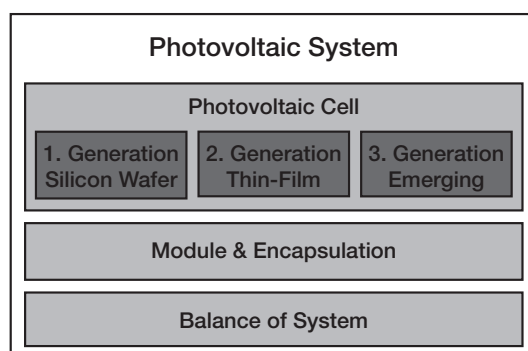 Photovoltaic System
Photovoltaic Cell
1. Generation
Silicon Wafer
2. Generation
Thin-Film
3. Generation
Emerging
Module & Encapsulation
Balance of System